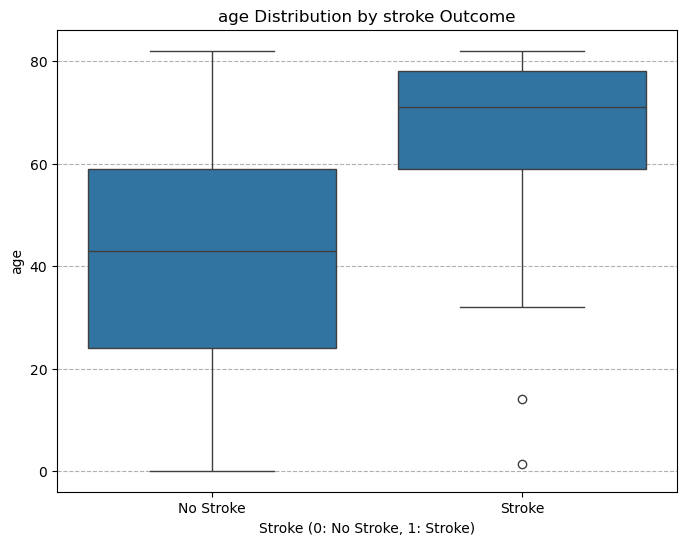 age Distribution by stroke Outcome
80
60
40
20
0
age
No Stroke
Stroke
Stroke (0: No Stroke, 1: Stroke)